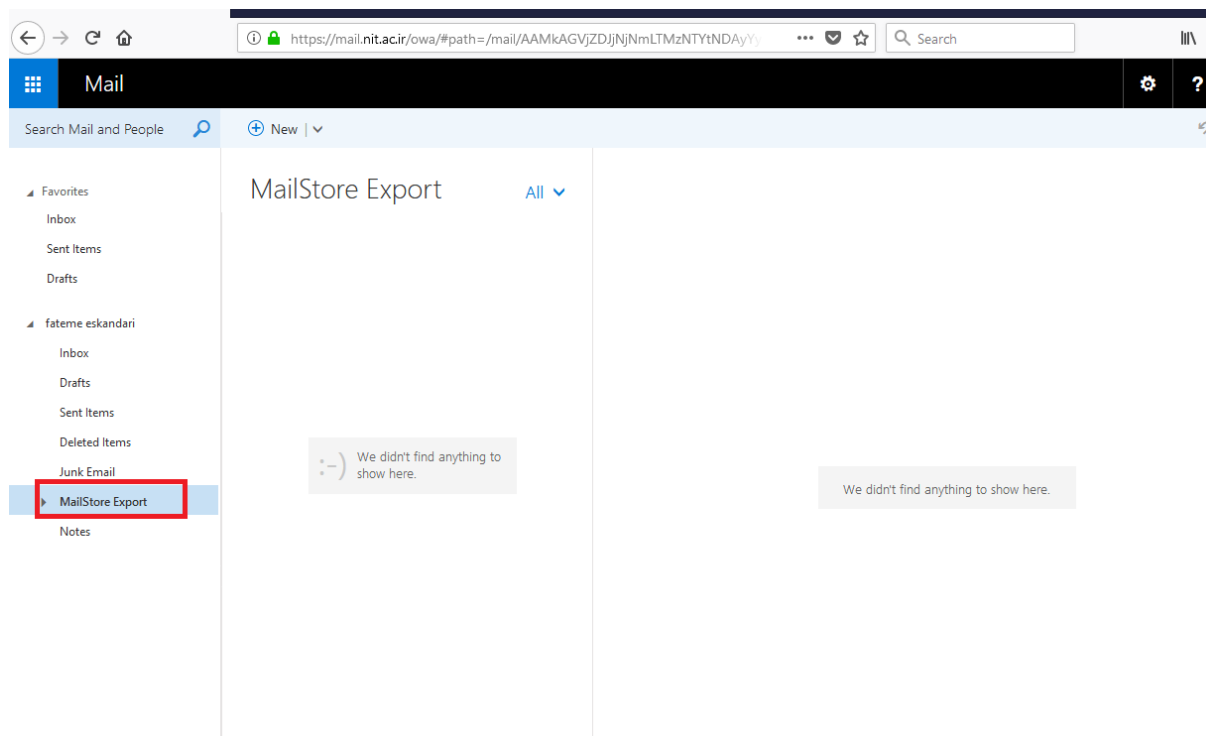 https://mail.nit.ac.ir/owa/#path=/mail/AAMkAGVjZDJjNjNmLTMzNTYtNDAyYy
Search
Mail
?
Search Mail and People
New
MailStore Export
All
Favorites
Inbox
Sent Items
Drafts
fateme eskandari
Inbox
Drafts
Sent Items
Deleted Items
Junk Email
MailStore Export
Notes
:-)
We didn't find anything to
show here.
We didn't find anything to show here.